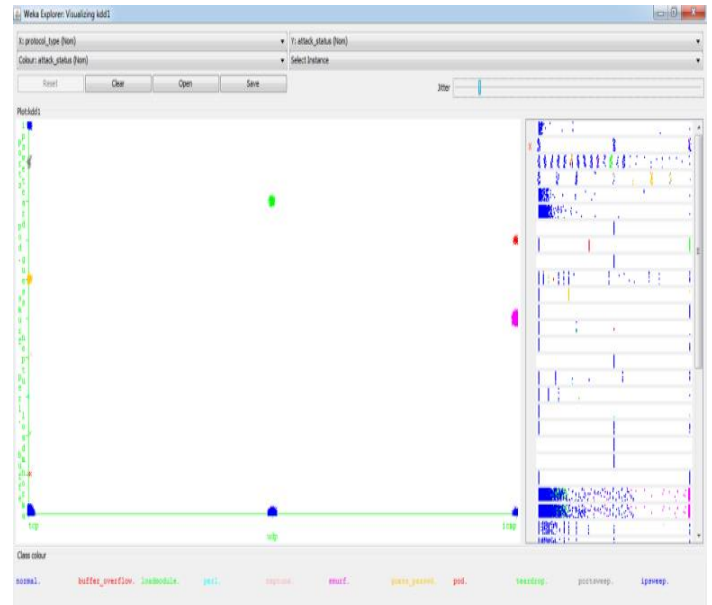 Weka Explorer: Visualizing kdd1
X: protocol_type (Nom)
Y: attack_status (Nom)
Colour: attack_status (Nom)
Select Instance
Reset
Clear
Open
Save
Jitter
Plot:kdd1
tcp
udp
icmp
Class colour
normal.
buffer_overflow.
loadmodule.
perl.
neptune.
smurf.
guess_passwd.
pod.
teardrop.
portsweep.
ipsweep.